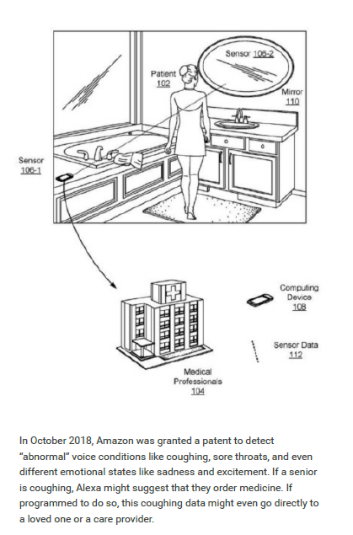 Sensor 106-2
Patient
102
Mirror
110
Sensor
106-1
Computing
Device
108
Sensor Data
112
Medical
Professionals
104
In October 2018, Amazon was granted a patent to detect
“abnormal” voice conditions like coughing, sore throats, and even
different emotional states like sadness and excitement. If a senior
is coughing, Alexa might suggest that they order medicine. If
programmed to do so, this coughing data might even go directly to
a loved one or a care provider.